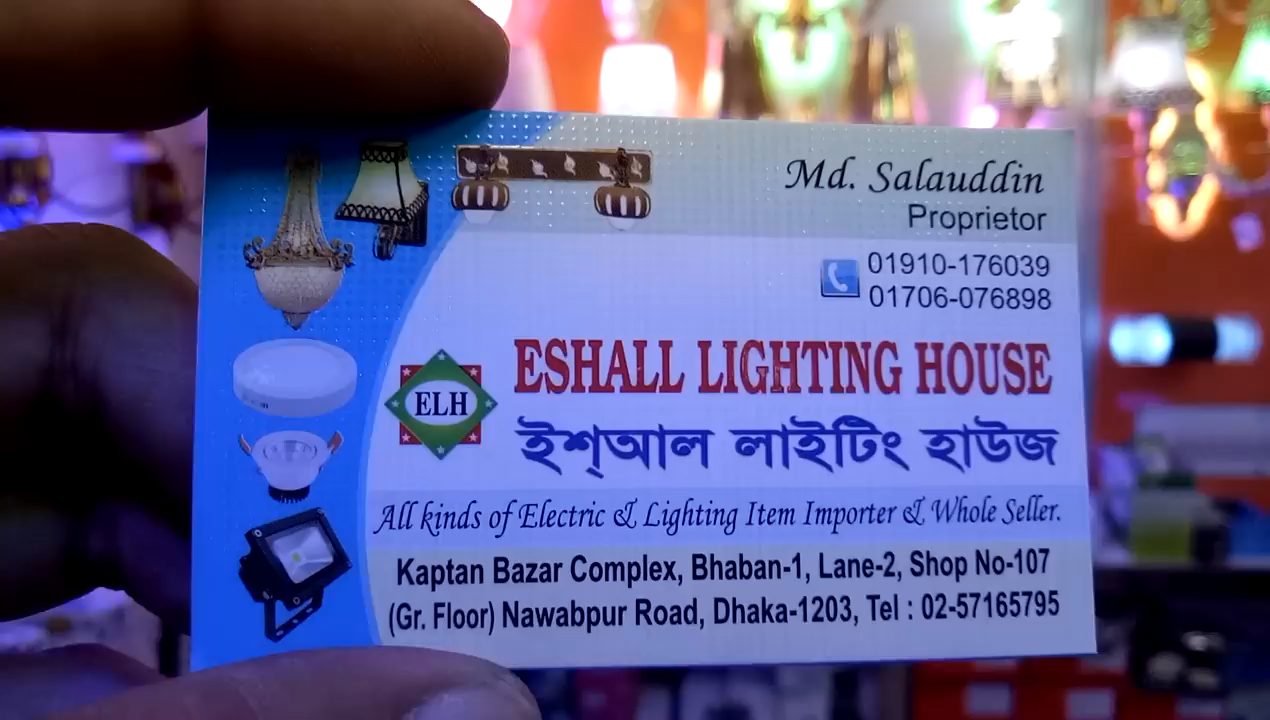 Md. Salauddin
Proprietor
01910-176039
01706-076898
ELH
ESHALL LIGHTING HOUSE
ইশ্‌আল লাইটিং হাউজ
All kinds of Electric & Lighting Item Importer & Whole Seller.
Kaptan Bazar Complex, Bhaban-1, Lane-2, Shop No-107
(Gr. Floor) Nawabpur Road, Dhaka-1203, Tel : 02-57165795